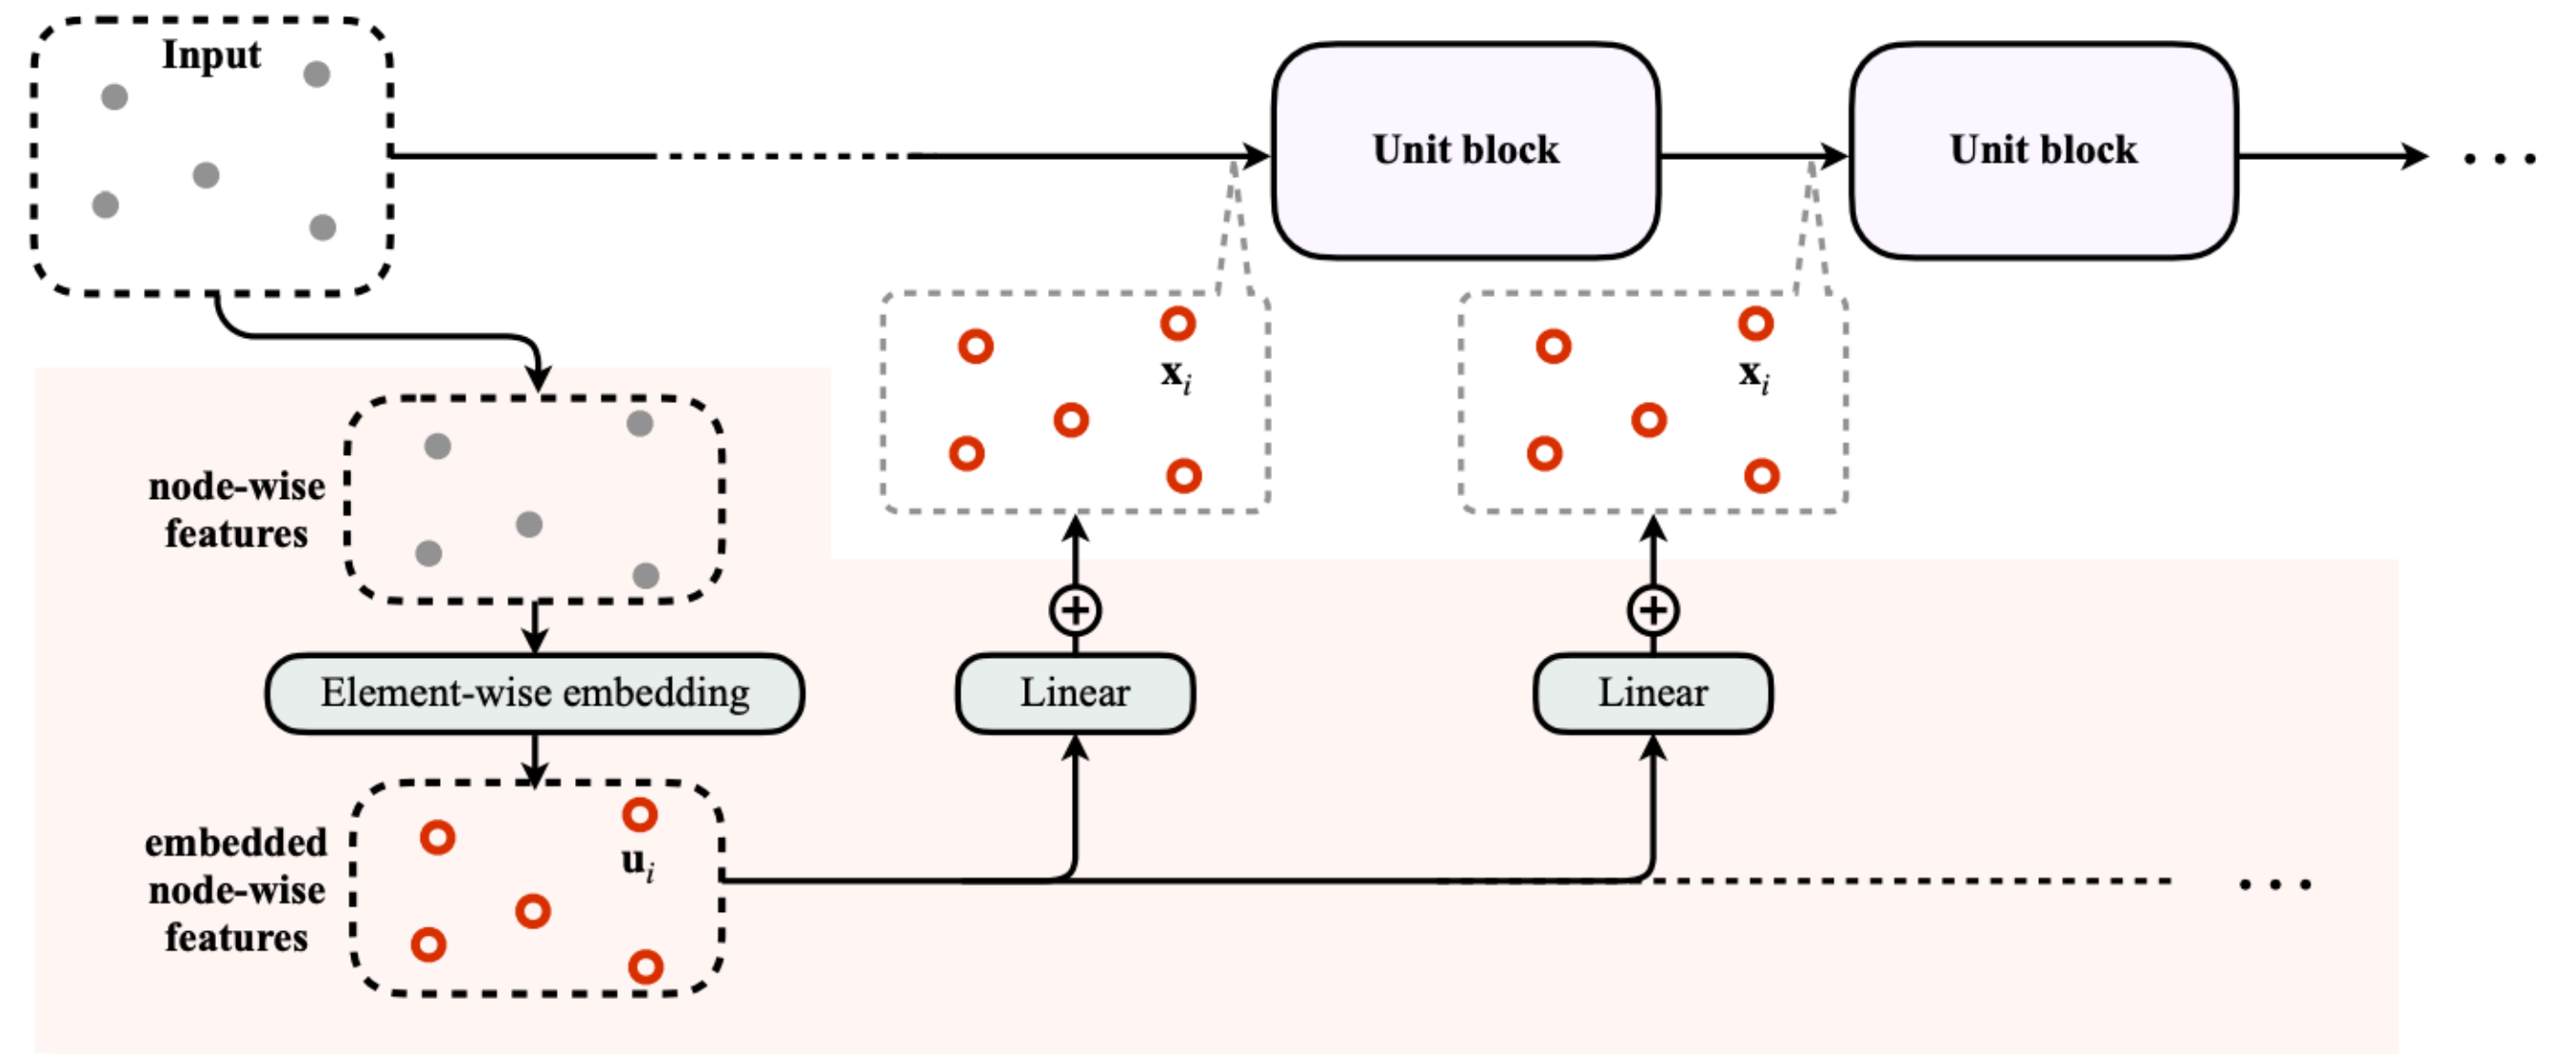 Input
Unit block
Unit block
. . .
x_i
x_i
node-wise
features
+
+
Element-wise embedding
Linear
Linear
embedded
node-wise
features
u_i
. . .